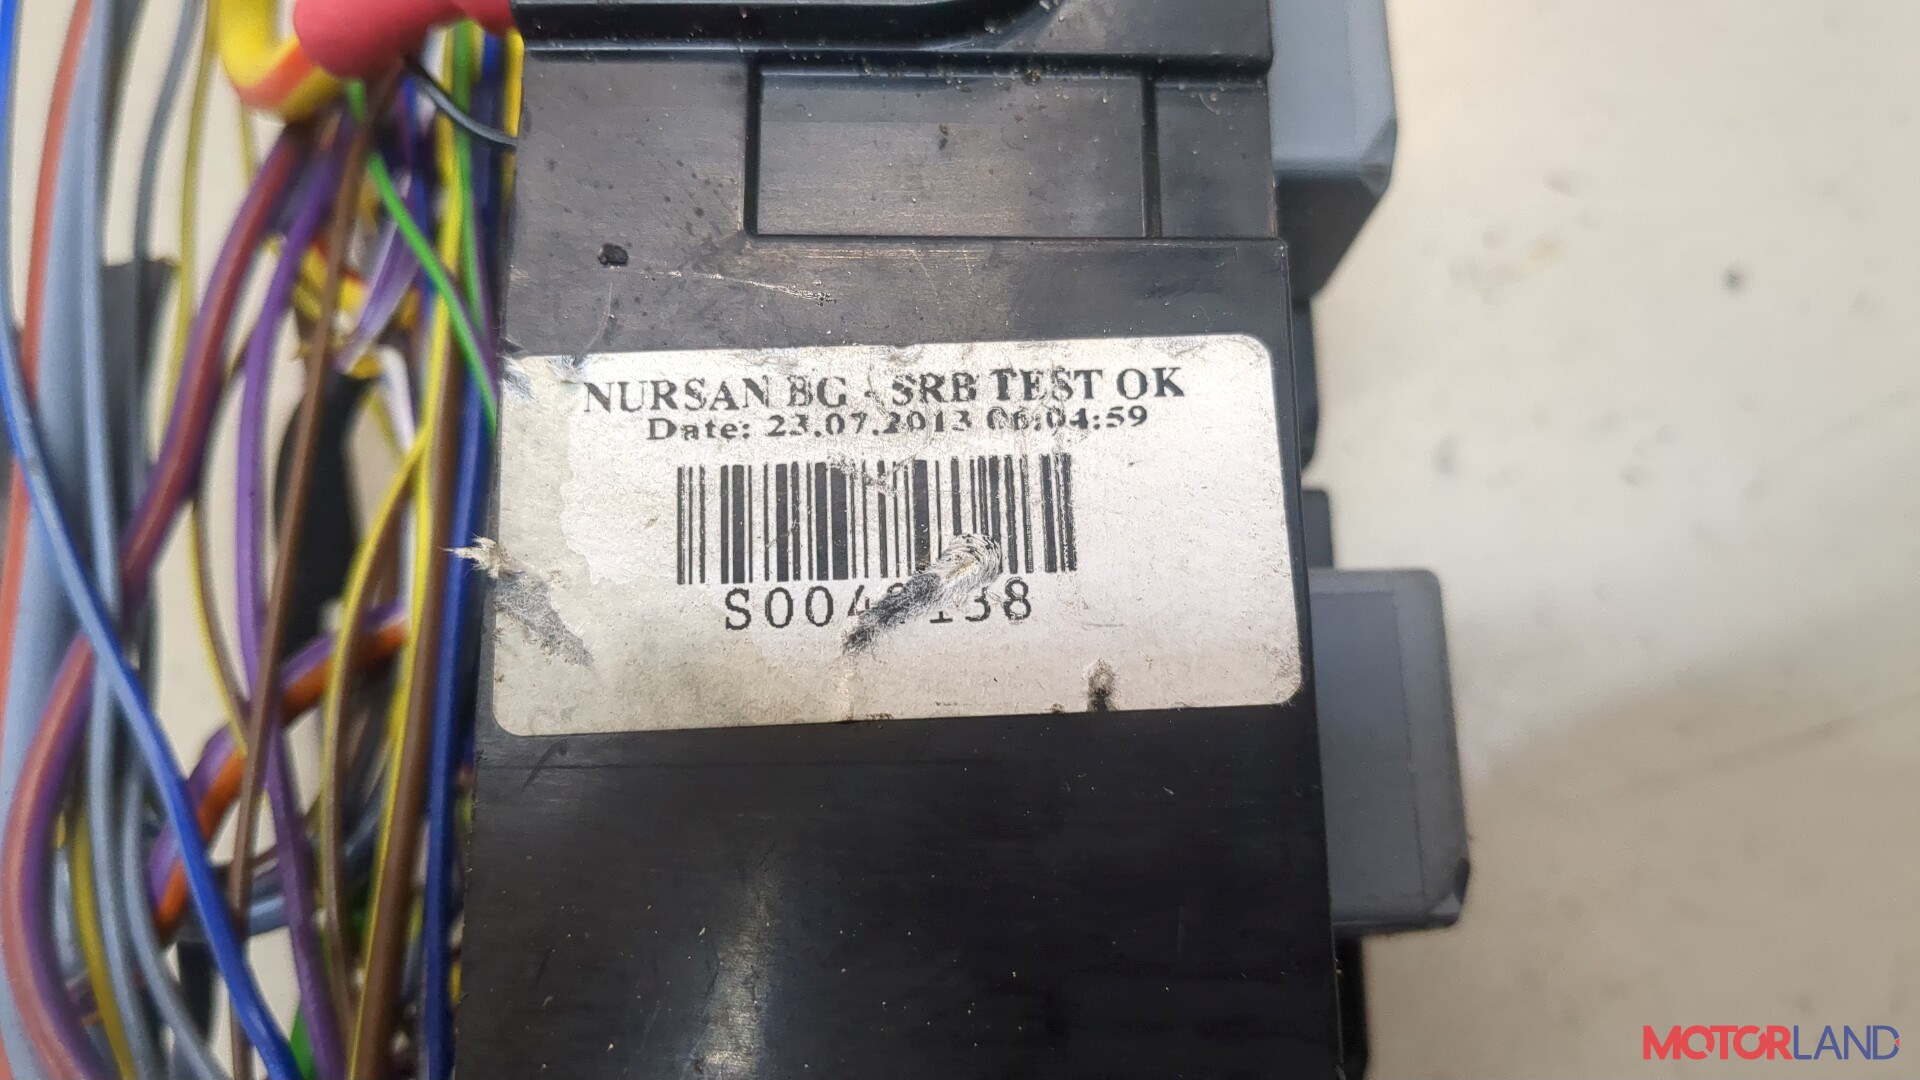 NURSAN BG - SRB TEST OK
Date: 23.07.2013 06:04:59
MOTORLAND